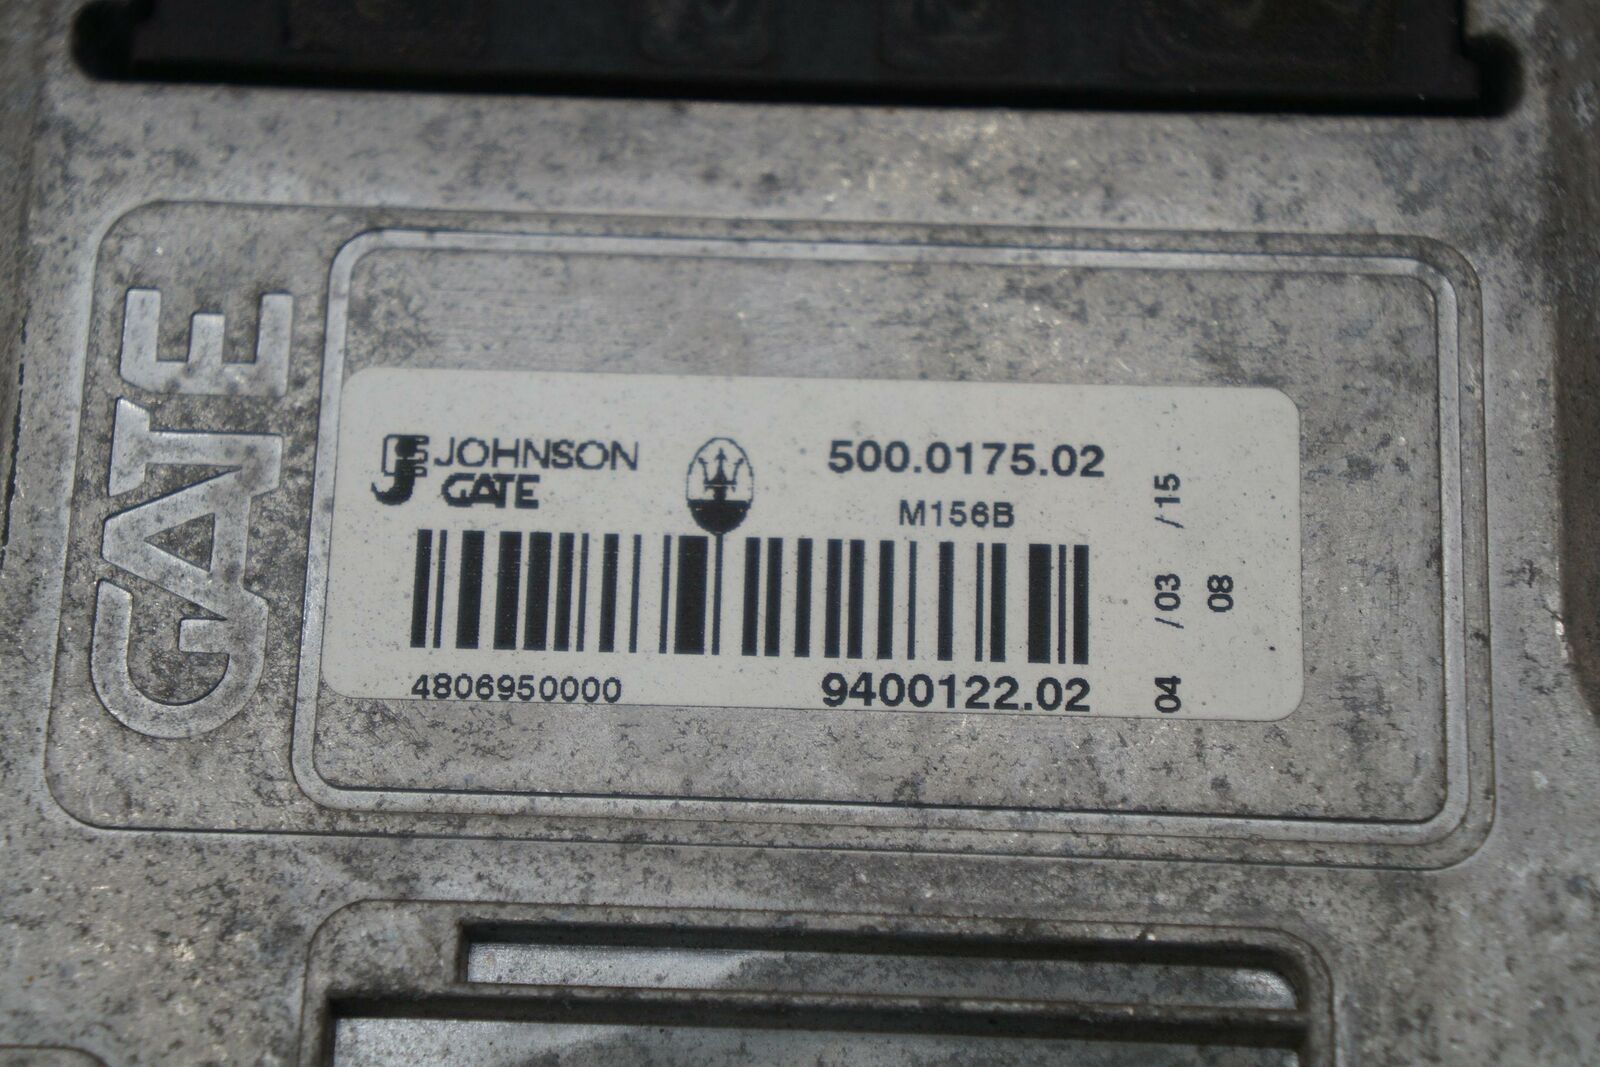 GATE
JOHNSON
GATE
500.0175.02
M156B
4806950000
9400122.02
04 /03 /15
08